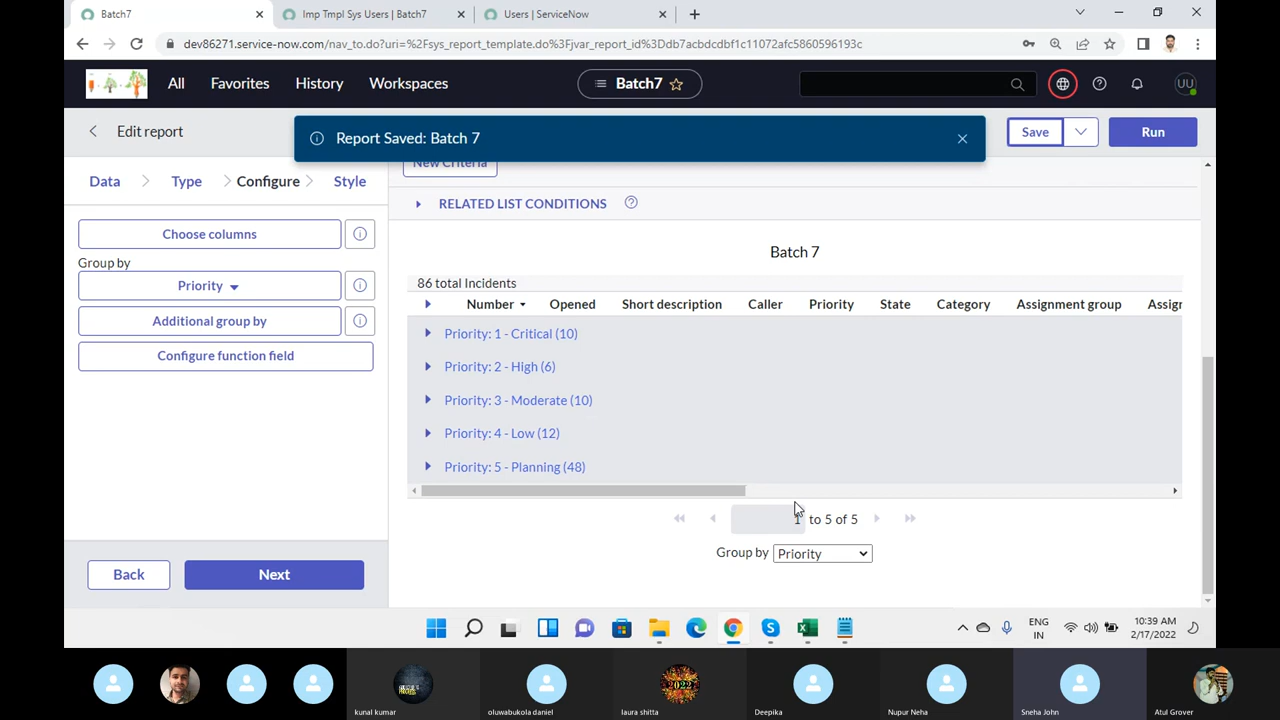 Batch7
Imp Tmpl Sys Users | Batch7
Users | ServiceNow
dev86271.service-now.com/nav_to.do?uri=%2Fsys_report_template.do%3Fjvar_report_id%3Ddb7acbdcdbf1c11072afc5860596193c
All Favorites History Workspaces
Batch7
UU
Edit report
Report Saved: Batch 7
Save
Run
Data Type Configure Style
New Criteria
RELATED LIST CONDITIONS
Choose columns
Group by
Priority
Additional group by
Configure function field
Batch 7
86 total Incidents
Number Opened Short description Caller Priority State Category Assignment group Assigr
Priority: 1 - Critical (10)
Priority: 2 - High (6)
Priority: 3 - Moderate (10)
Priority: 4 - Low (12)
Priority: 5 - Planning (48)
1 to 5 of 5
Group by Priority
Back
Next
ENG
IN
10:39 AM
2/17/2022
kunal kumar
oluwabukola daniel
2022
laura shitta
Deepika
Nupur Neha
Sneha John
Atul Grover